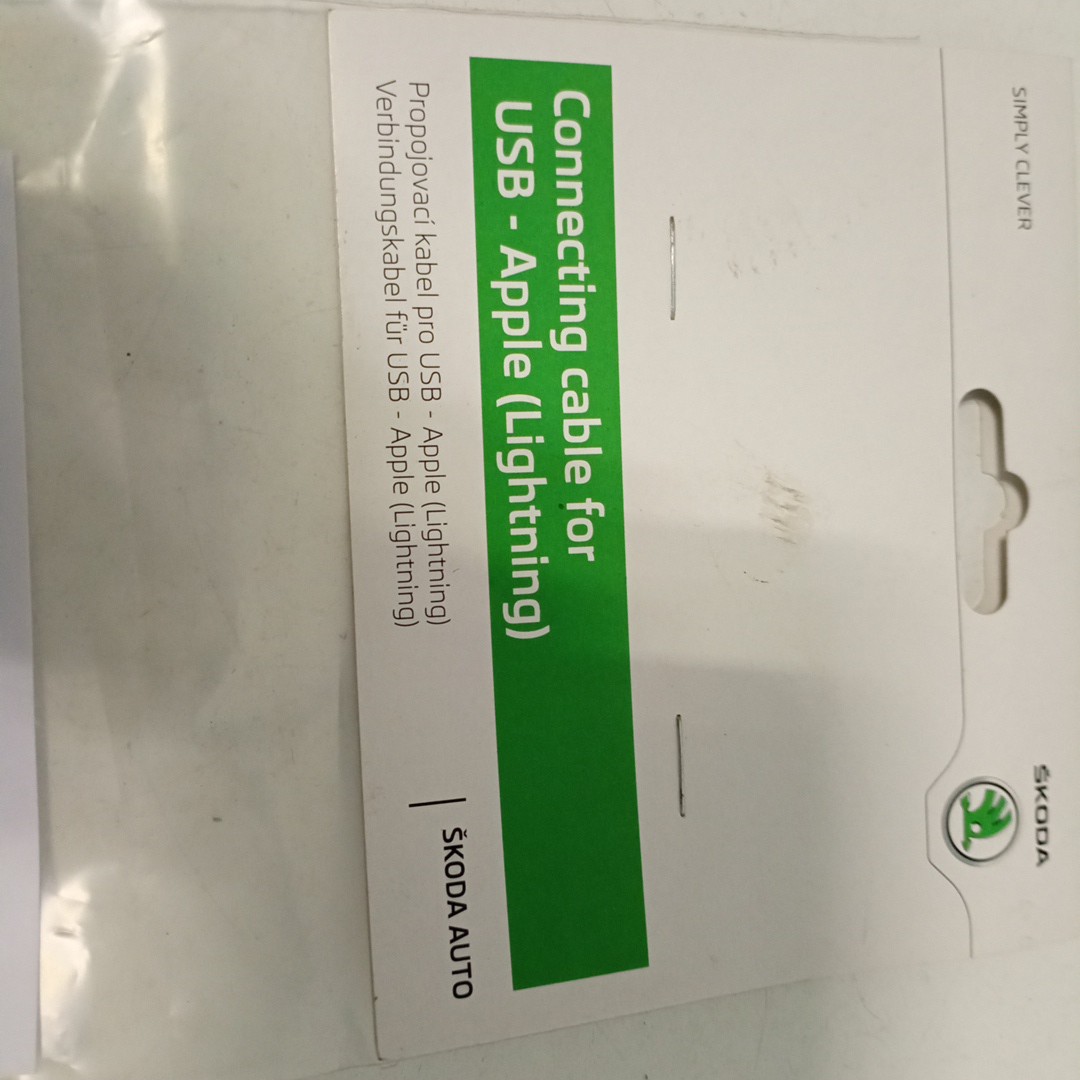 SIMPLY CLEVER
ŠKODA
Connecting cable for
USB - Apple (Lightning)
Propojovací kabel pro USB - Apple (Lightning)
Verbindungskabel für USB - Apple (Lightning)
ŠKODA AUTO